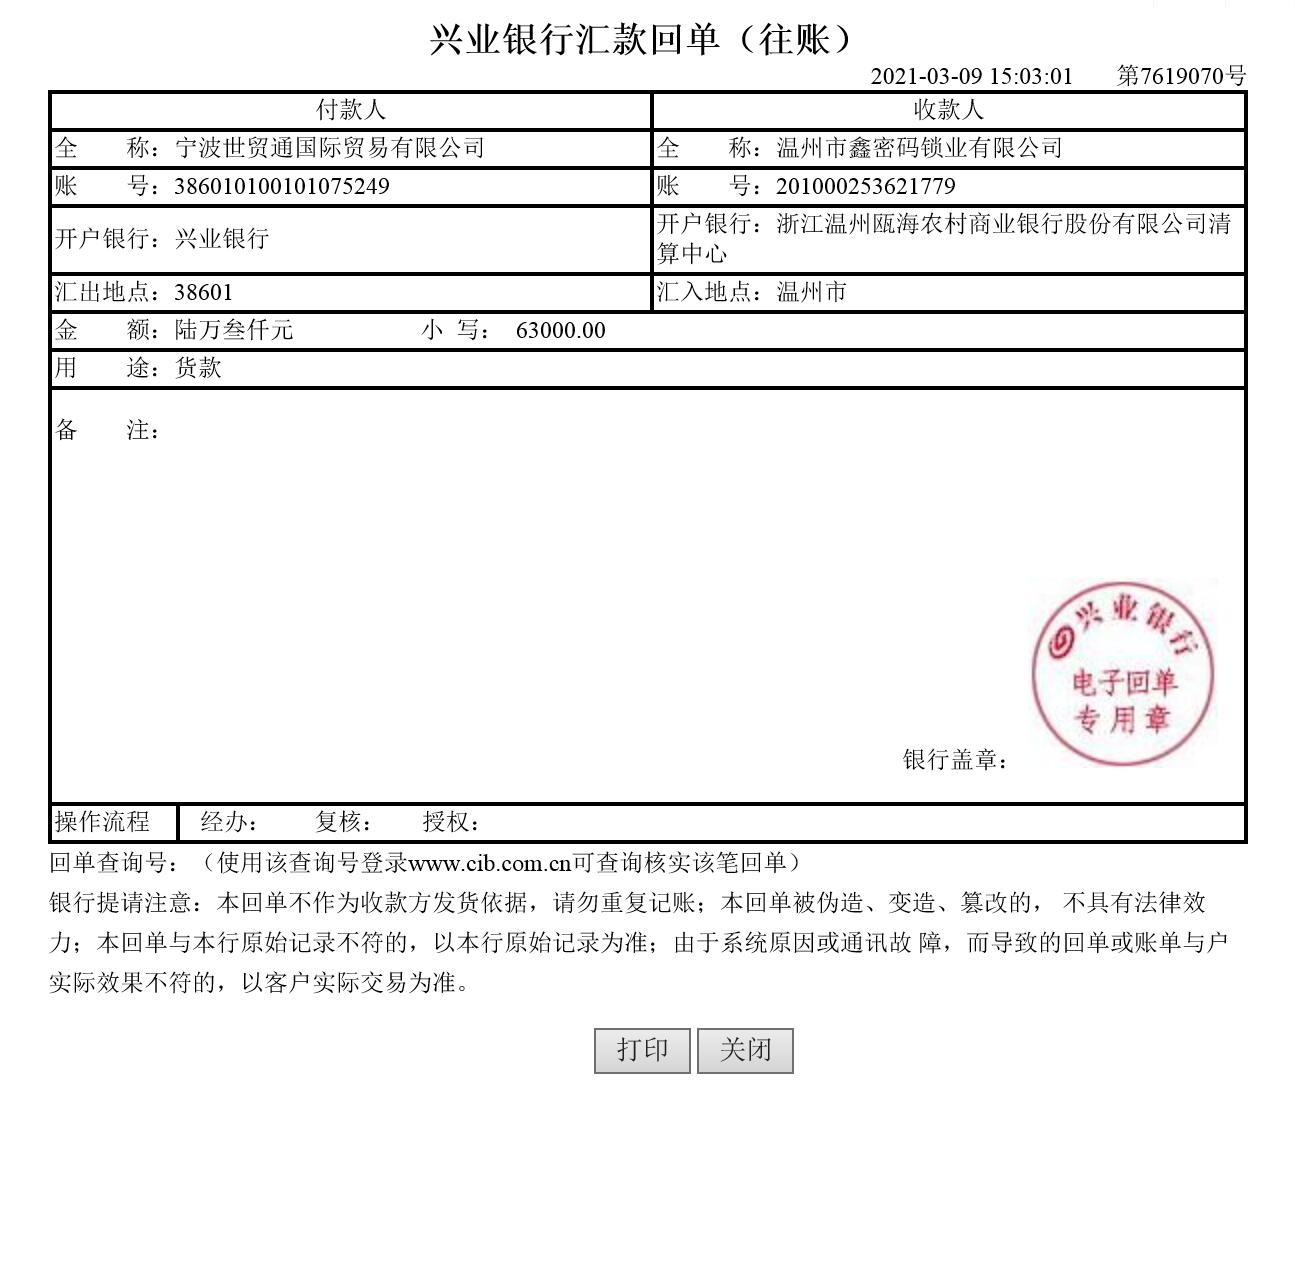 兴业银行汇款回单（往账）
2021-03-09 15:03:01 第7619070号
付款人 收款人
全 称：宁波世贸通国际贸易有限公司 全 称：温州市鑫密码锁业有限公司
账 号：386010100101075249 账 号：201000253621779
开户银行：兴业银行 开户银行：浙江温州瓯海农村商业银行股份有限公司清
算中心
汇出地点：38601 汇入地点：温州市
金 额：陆万叁仟元 小 写： 63000.00
用 途：货款
备 注：
兴业银行
电子回单
专用章
银行盖章：
操作流程 经办： 复核： 授权：
回单查询号：（使用该查询号登录www.cib.com.cn可查询核实该笔回单）
银行提请注意：本回单不作为收款方发货依据，请勿重复记账；本回单被伪造、变造、篡改的， 不具有法律效
力；本回单与本行原始记录不符的，以本行原始记录为准；由于系统原因或通讯故 障，而导致的回单或账单与户
实际效果不符的，以客户实际交易为准。
打印 关闭